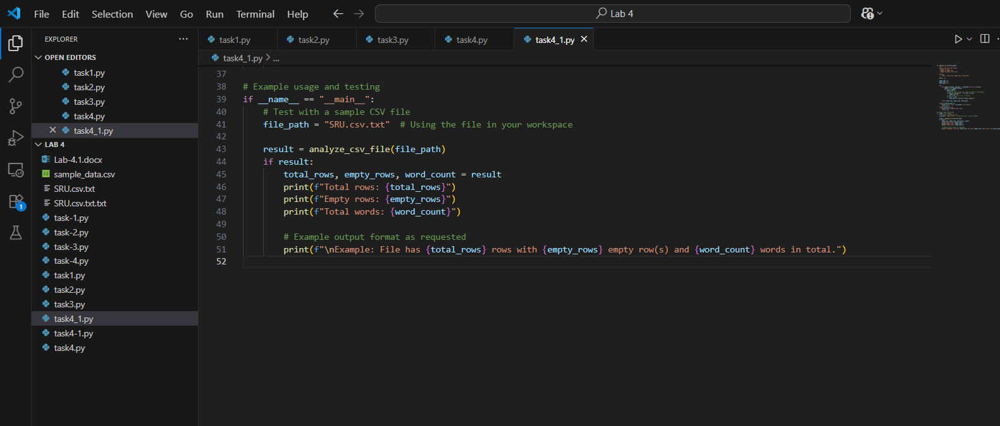 File Edit Selection View Go Run Terminal Help
Lab 4
EXPLORER
OPEN EDITORS
task1.py
task2.py
task3.py
task4.py
task4_1.py
LAB 4
Lab-4.1.docx
sample_data.csv
SRU.csv.txt
SRU.csv.txt.txt
task-1.py
task-2.py
task-3.py
task-4.py
task1.py
task2.py
task3.py
task4_1.py
task4-1.py
task4.py
1
task1.py task2.py task3.py task4.py task4_1.py
task4_1.py > ...
37
38 # Example usage and testing
39 if __name__ == "__main__":
40     # Test with a sample CSV file
41     file_path = "SRU.csv.txt"  # Using the file in your workspace
42
43     result = analyze_csv_file(file_path)
44     if result:
45         total_rows, empty_rows, word_count = result
46         print(f"Total rows: {total_rows}")
47         print(f"Empty rows: {empty_rows}")
48         print(f"Total words: {word_count}")
49
50         # Example output format as requested
51         print(f"\nExample: File has {total_rows} rows with {empty_rows} empty row(s) and {word_count} words in total.")
52